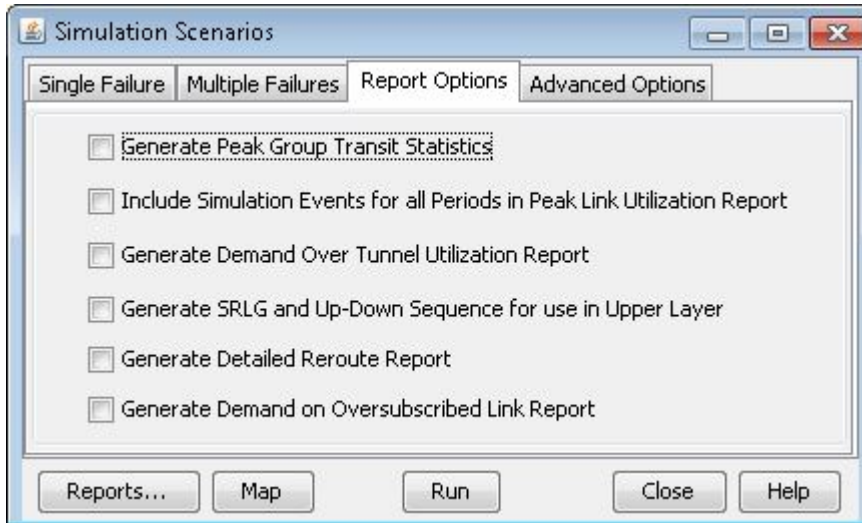 Simulation Scenarios
Single Failure Multiple Failures Report Options Advanced Options
Generate Peak Group Transit Statistics
Include Simulation Events for all Periods in Peak Link Utilization Report
Generate Demand Over Tunnel Utilization Report
Generate SRLG and Up-Down Sequence for use in Upper Layer
Generate Detailed Reroute Report
Generate Demand on Oversubscribed Link Report
Reports... Map Run Close Help